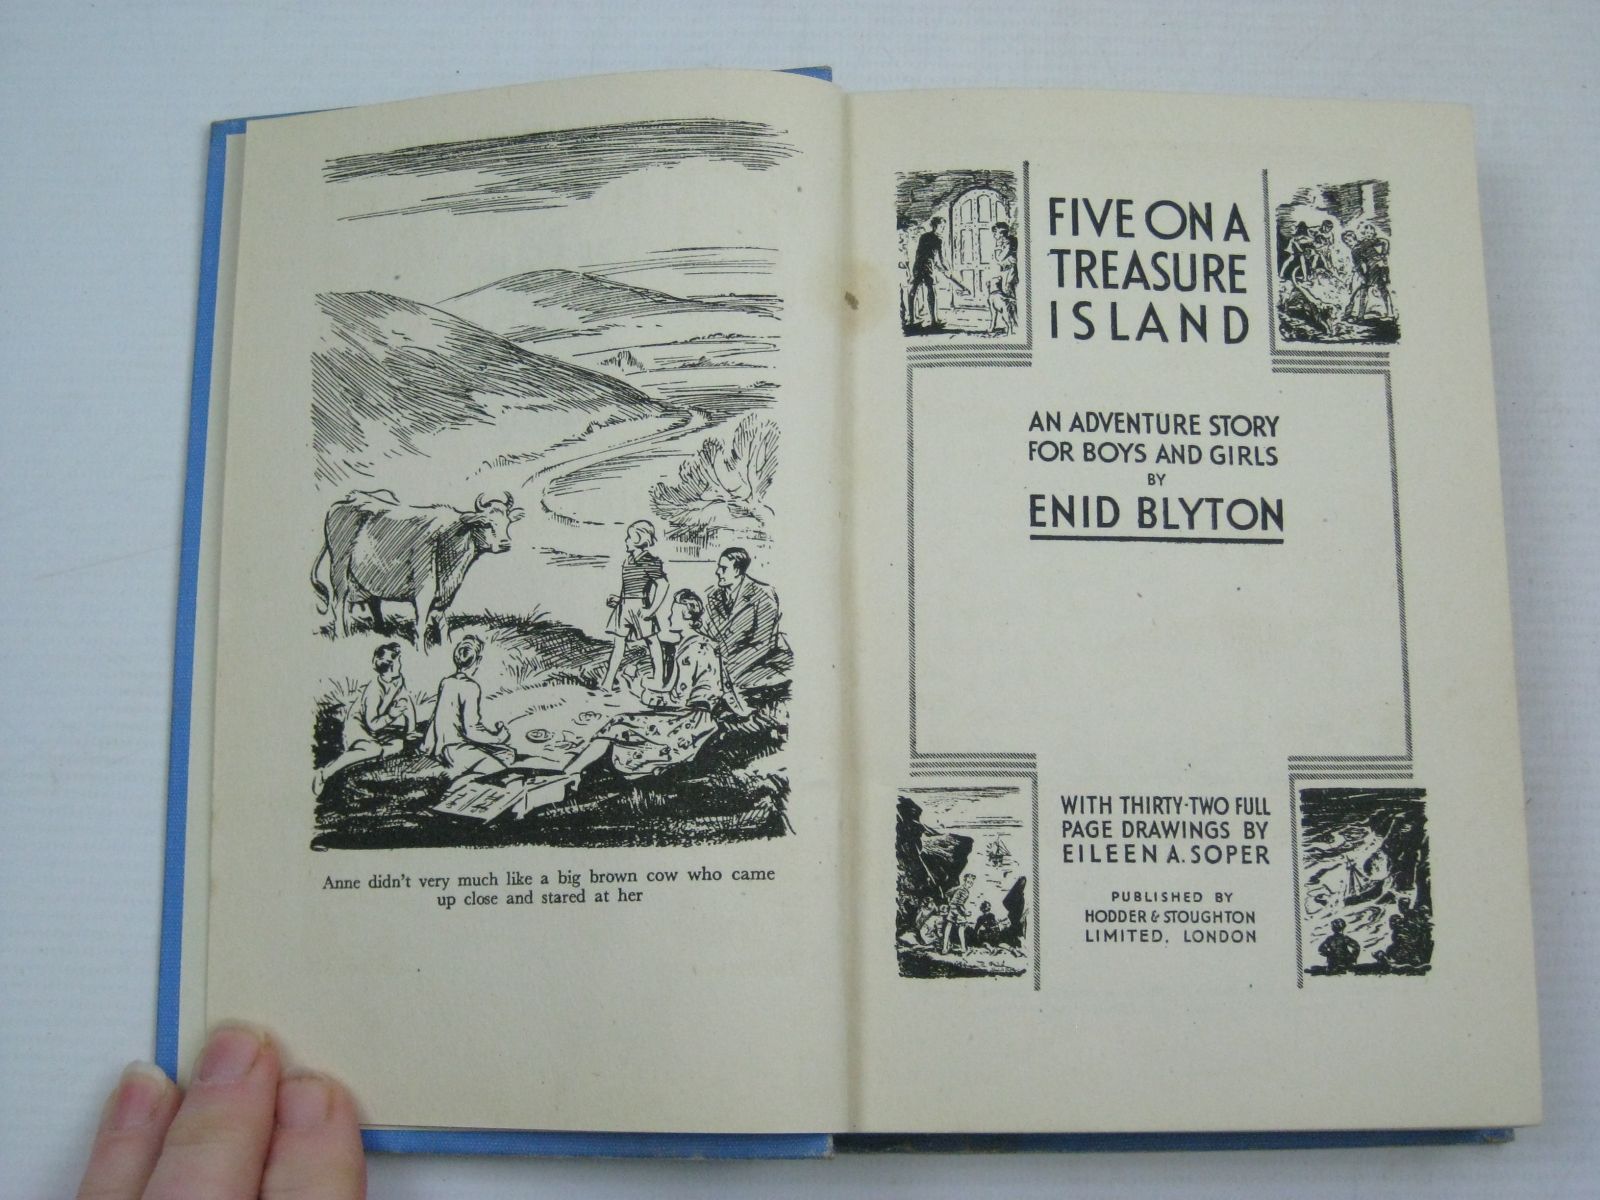 Anne didn't very much like a big brown cow who came
up close and stared at her
FIVE ON A
TREASURE
ISLAND
AN ADVENTURE STORY
FOR BOYS AND GIRLS
BY
ENID BLYTON
WITH THIRTY-TWO FULL
PAGE DRAWINGS BY
EILEEN A. SOPER
PUBLISHED BY
HODDER & STOUGHTON
LIMITED, LONDON